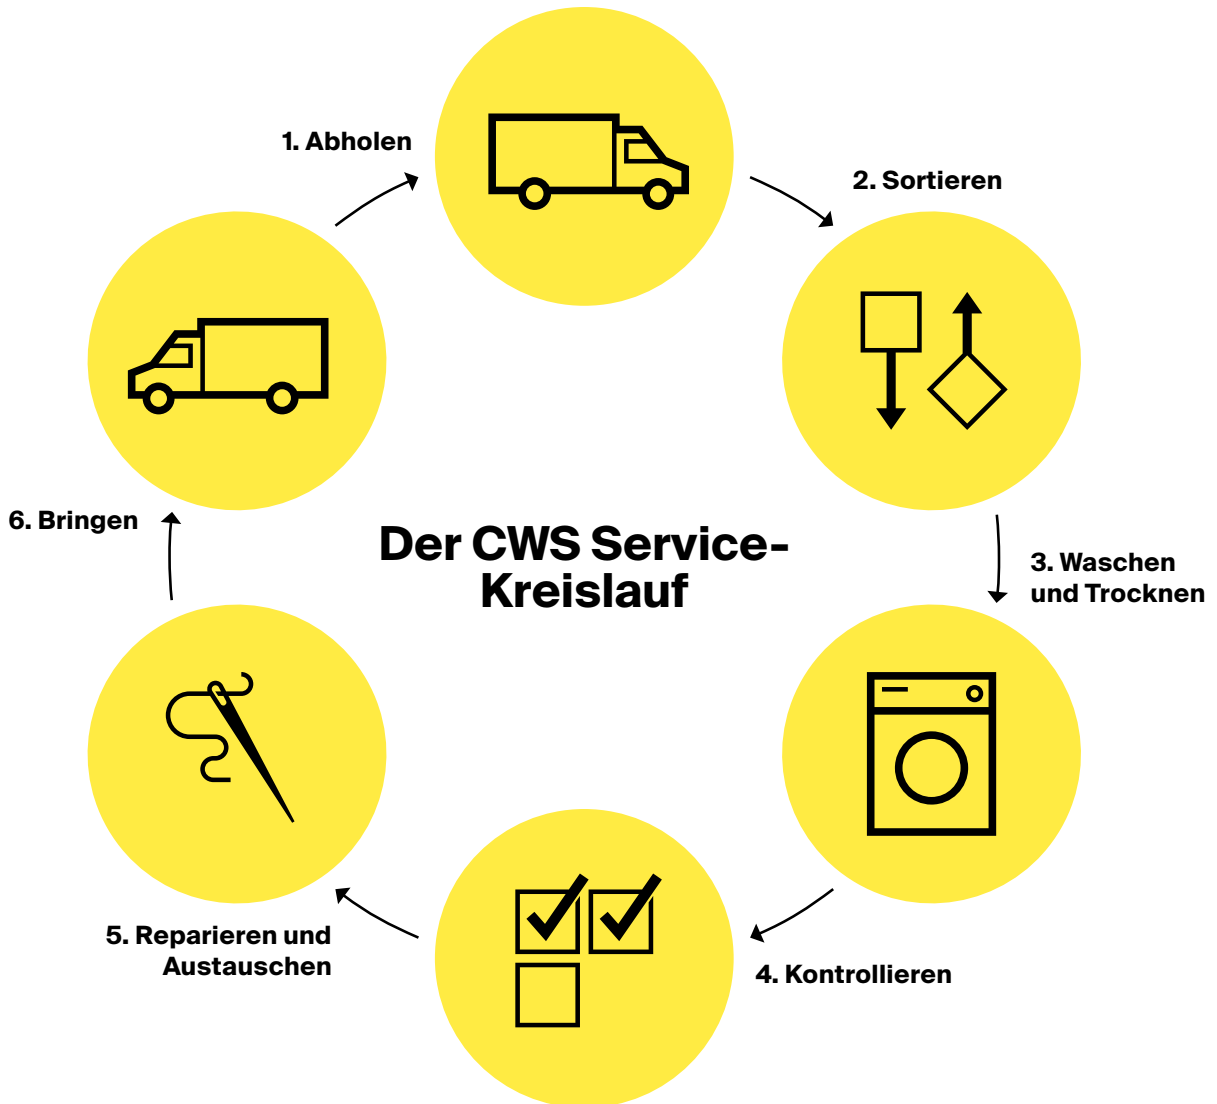 1. Abholen
2. Sortieren
6. Bringen
Der CWS Service-
Kreislauf
3. Waschen
und Trocknen
5. Reparieren und
Austauschen
4. Kontrollieren